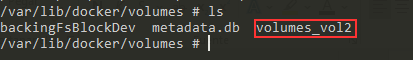 /var/lib/docker/volumes # ls
backingFsBlockDev metadata.db volumes_vol2
/var/lib/docker/volumes #